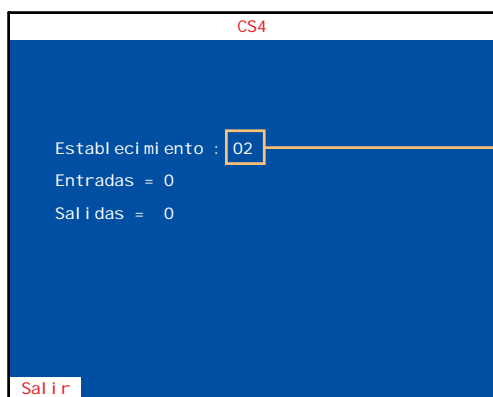 CS4
Establecimiento : 02
Entradas = 0
Salidas = 0
Salir